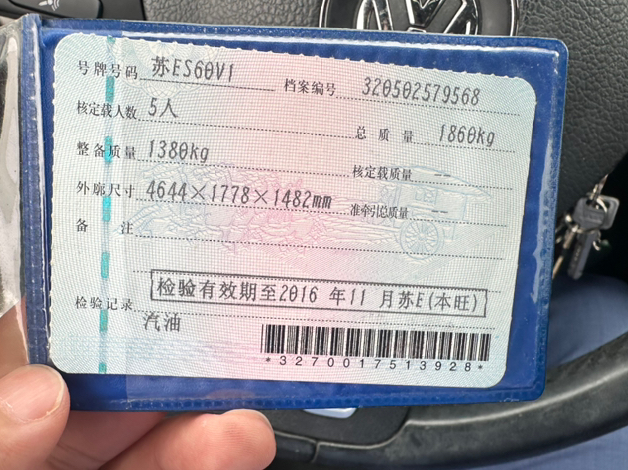 号牌号码 苏ES60V1 档案编号 320502579568
核定载人数 5人 总质量 1860kg
整备质量 1380kg 核定载质量 --
外廓尺寸 4644×1778×1482mm 准牵引总质量 --
备注
检验记录 检验有效期至2016 年11 月苏E(本旺)
汽油
*3270017513928*